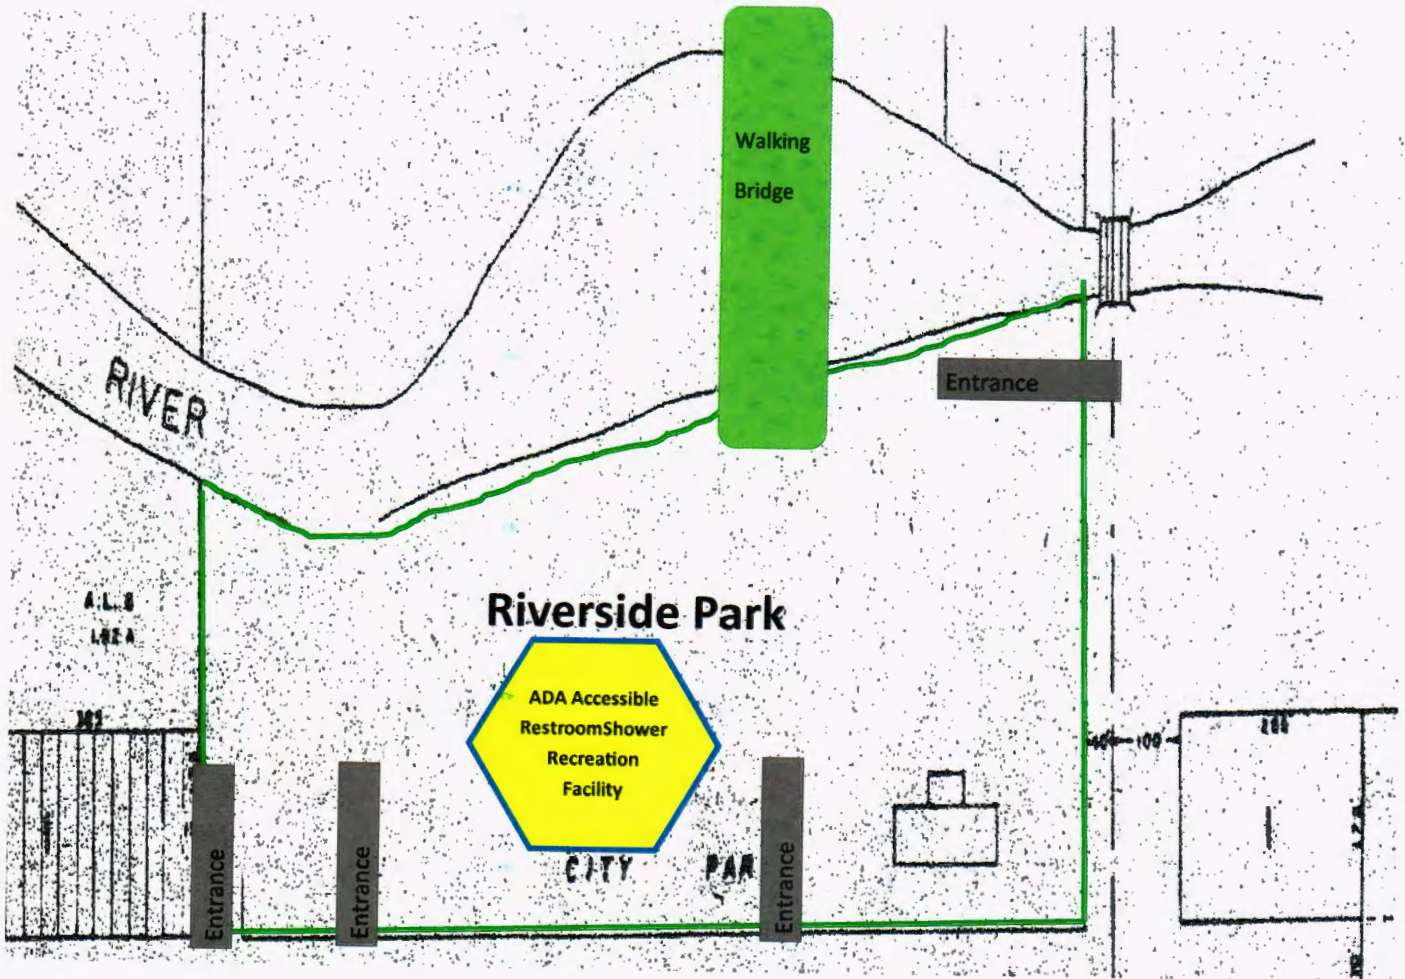 Walking
Bridge
RIVER
Entrance
Riverside Park
ADA Accessible
RestroomShower
Recreation
Facility
100
CITY PAR
Entrance
Entrance
Entrance